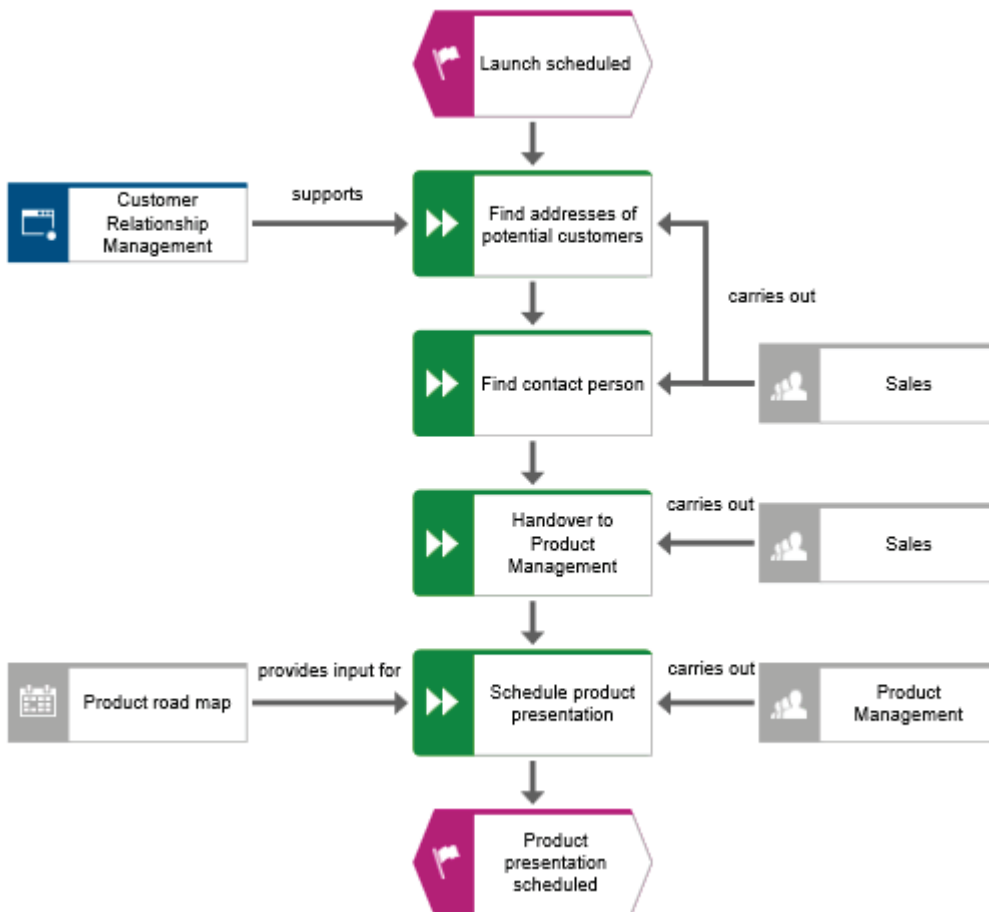 Launch scheduled
supports
Customer
Relationship
Management
Find addresses of
potential customers
carries out
Find contact person
Sales
carries out
Handover to
Product
Management
Sales
provides input for
carries out
Product road map
Schedule product
presentation
Product
Management
Product
presentation
scheduled